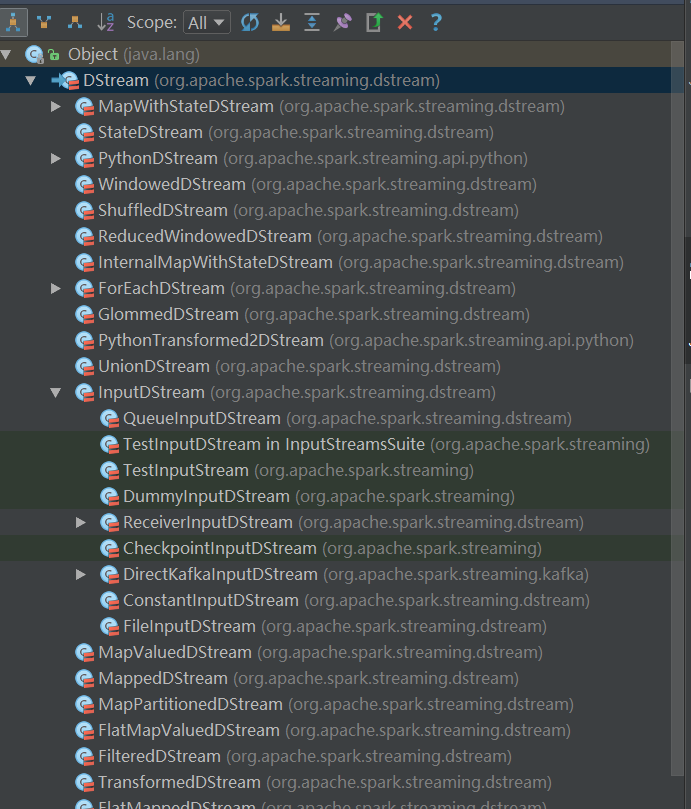 Scope: All
Object (java.lang)
DStream (org.apache.spark.streaming.dstream)
MapWithStateDStream (org.apache.spark.streaming.dstream)
StateDStream (org.apache.spark.streaming.dstream)
PythonDStream (org.apache.spark.streaming.api.python)
WindowedDStream (org.apache.spark.streaming.dstream)
ShuffledDStream (org.apache.spark.streaming.dstream)
ReducedWindowedDStream (org.apache.spark.streaming.dstream)
InternalMapWithStateDStream (org.apache.spark.streaming.dstream)
ForEachDStream (org.apache.spark.streaming.dstream)
GlommedDStream (org.apache.spark.streaming.dstream)
PythonTransformed2DStream (org.apache.spark.streaming.api.python)
UnionDStream (org.apache.spark.streaming.dstream)
InputDStream (org.apache.spark.streaming.dstream)
QueueInputDStream (org.apache.spark.streaming.dstream)
TestInputDStream in InputStreamsSuite (org.apache.spark.streaming)
TestInputStream (org.apache.spark.streaming)
DummyInputDStream (org.apache.spark.streaming)
ReceiverInputDStream (org.apache.spark.streaming.dstream)
CheckpointInputDStream (org.apache.spark.streaming)
DirectKafkaInputDStream (org.apache.spark.streaming.kafka)
ConstantInputDStream (org.apache.spark.streaming.dstream)
FileInputDStream (org.apache.spark.streaming.dstream)
MapValuedDStream (org.apache.spark.streaming.dstream)
MappedDStream (org.apache.spark.streaming.dstream)
MapPartitionedDStream (org.apache.spark.streaming.dstream)
FlatMapValuedDStream (org.apache.spark.streaming.dstream)
FilteredDStream (org.apache.spark.streaming.dstream)
TransformedDStream (org.apache.spark.streaming.dstream)
FlatMappedDStream (org.apache.spark.streaming.dstream)